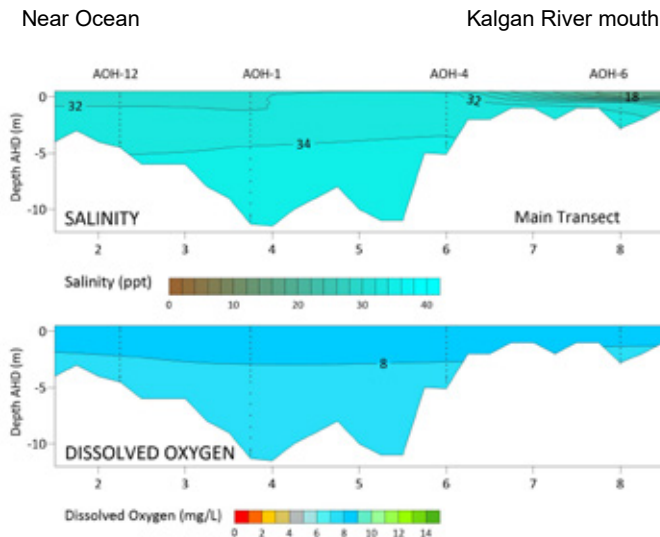 Near Ocean Kalgan River mouth
AOH-12 AOH-1 AOH-4 AOH-6
Depth AHD (m)
0
-5
-10
32
34
32
18
SALINITY Main Transect
2 3 4 5 6 7 8
Salinity (ppt)
0 10 20 30 40
Depth AHD (m)
0
-5
-10
8
DISSOLVED OXYGEN
2 3 4 5 6 7 8
Dissolved Oxygen (mg/L)
0 2 4 6 8 10 12 14